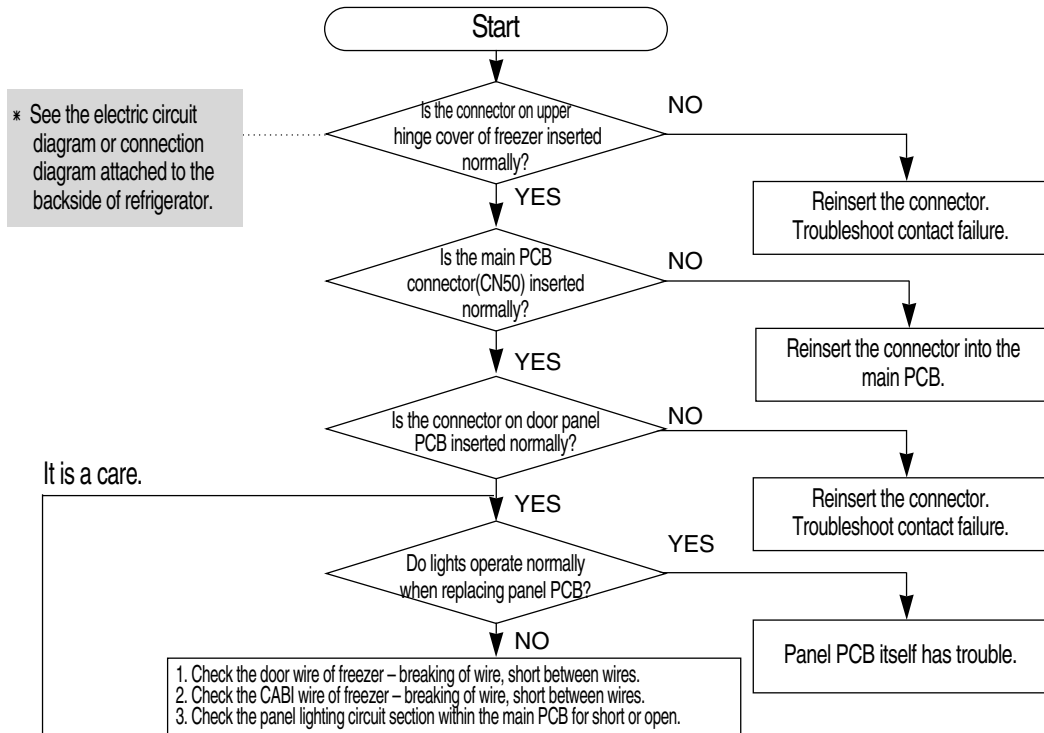 Start
* See the electric circuit
diagram or connection
diagram attached to the
backside of refrigerator.
Is the connector on upper
hinge cover of freezer inserted
normally?
NO
Reinsert the connector.
Troubleshoot contact failure.
YES
Is the main PCB
connector(CN50) inserted
normally?
NO
Reinsert the connector into the
main PCB.
YES
Is the connector on door panel
PCB inserted normally?
NO
Reinsert the connector.
Troubleshoot contact failure.
It is a care.
YES
Do lights operate normally
when replacing panel PCB?
YES
Panel PCB itself has trouble.
NO
1. Check the door wire of freezer – breaking of wire, short between wires.
2. Check the CABI wire of freezer – breaking of wire, short between wires.
3. Check the panel lighting circuit section within the main PCB for short or open.